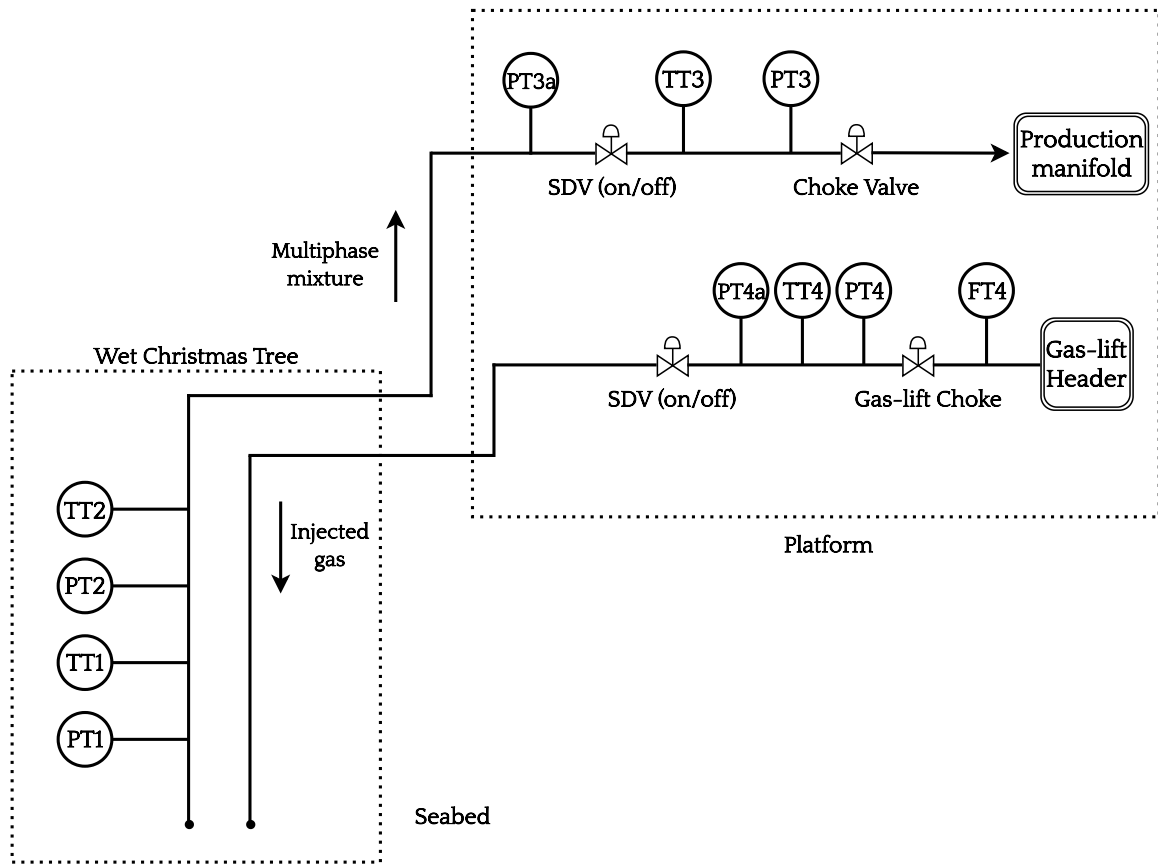 PT3a
TT3
PT3
Production
manifold
SDV (on/off)
Choke Valve
Multiphase
mixture
PT4a
TT4
PT4
FT4
Gas-lift
Header
SDV (on/off)
Gas-lift Choke
Wet Christmas Tree
TT2
Injected
gas
Platform
PT2
TT1
PT1
Seabed